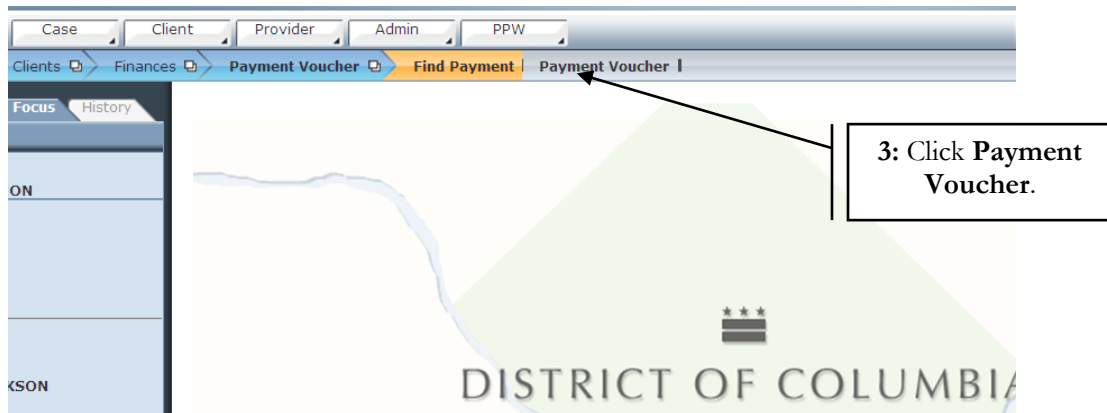 Case Client Provider Admin PPW
Clients Finances Payment Voucher Find Payment Payment Voucher
Focus History
3: Click Payment
Voucher.
ON
KSON
DISTRICT OF COLUMBIA